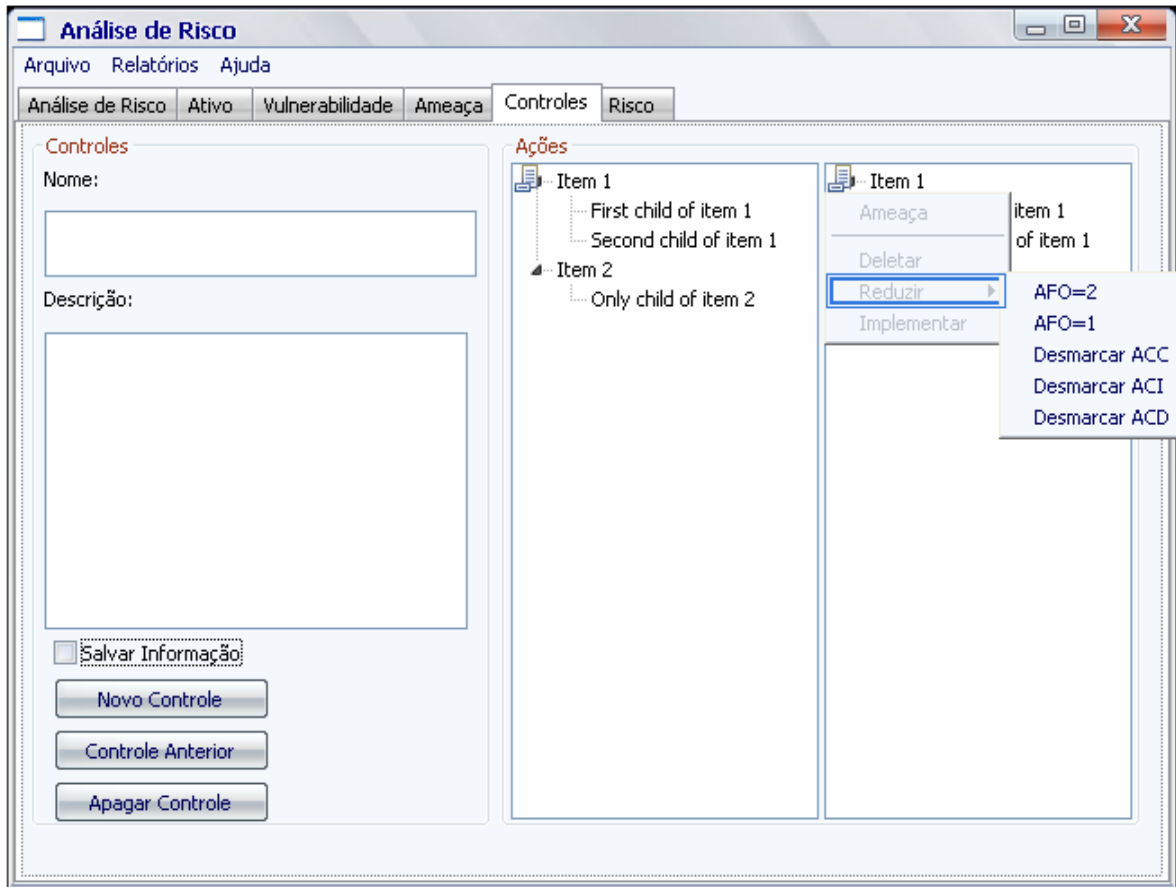 Análise de Risco
Arquivo Relatórios Ajuda
Análise de Risco Ativo Vulnerabilidade Ameaça Controles Risco
Controles
Nome:
Descrição:
Salvar Informação
Novo Controle
Controle Anterior
Apagar Controle
Ações
Item 1
First child of item 1
Second child of item 1
Item 2
Only child of item 2
Item 1
item 1
of item 1
Ameaça
Deletar
Reduzir
Implementar
AFO=2
AFO=1
Desmarcar ACC
Desmarcar ACI
Desmarcar ACD